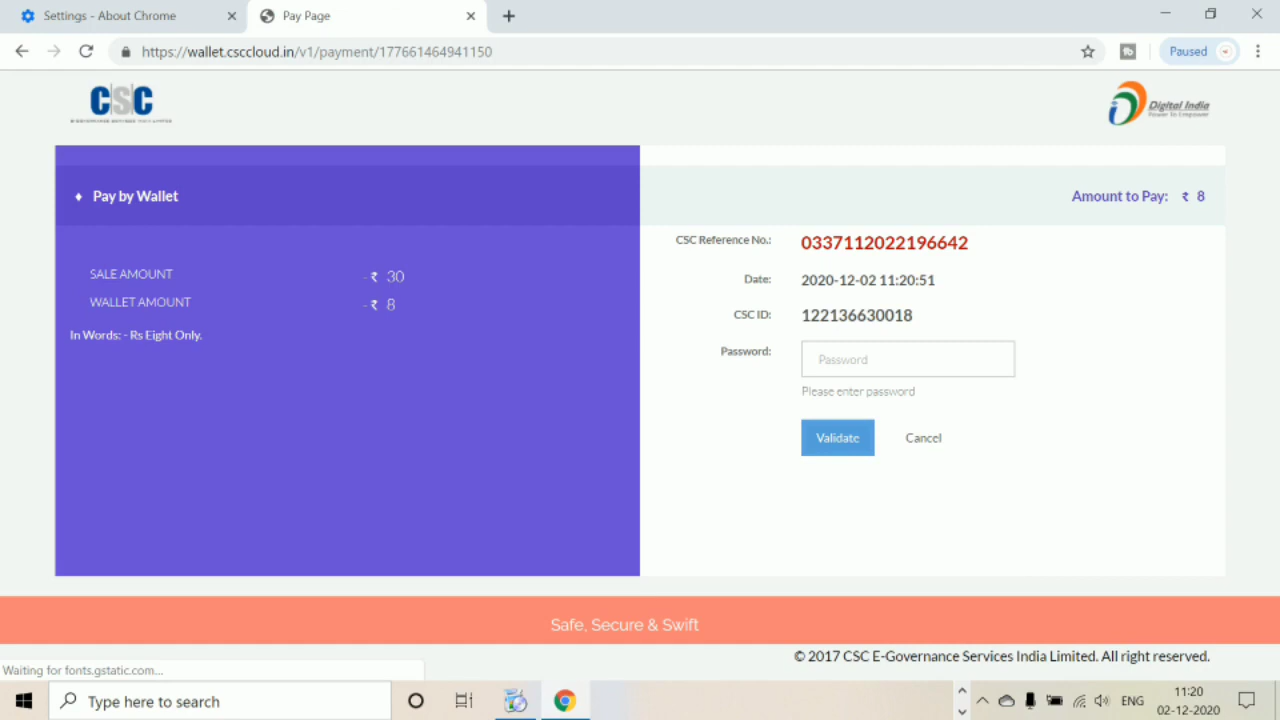 Settings - About Chrome
Pay Page
https://wallet.csccloud.in/v1/payment/177661464941150
Paused
CSC
Digital India
Power To Empower
Pay by Wallet
Amount to Pay: ₹ 8
SALE AMOUNT - ₹ 30
WALLET AMOUNT - ₹ 8
In Words: - Rs Eight Only.
CSC Reference No.: 0337112022196642
Date: 2020-12-02 11:20:51
CSC ID: 122136630018
Password: Password
Please enter password
Validate Cancel
Safe, Secure & Swift
© 2017 CSC E-Governance Services India Limited. All right reserved.
Waiting for fonts.gstatic.com...
Type here to search
ENG
11:20
02-12-2020